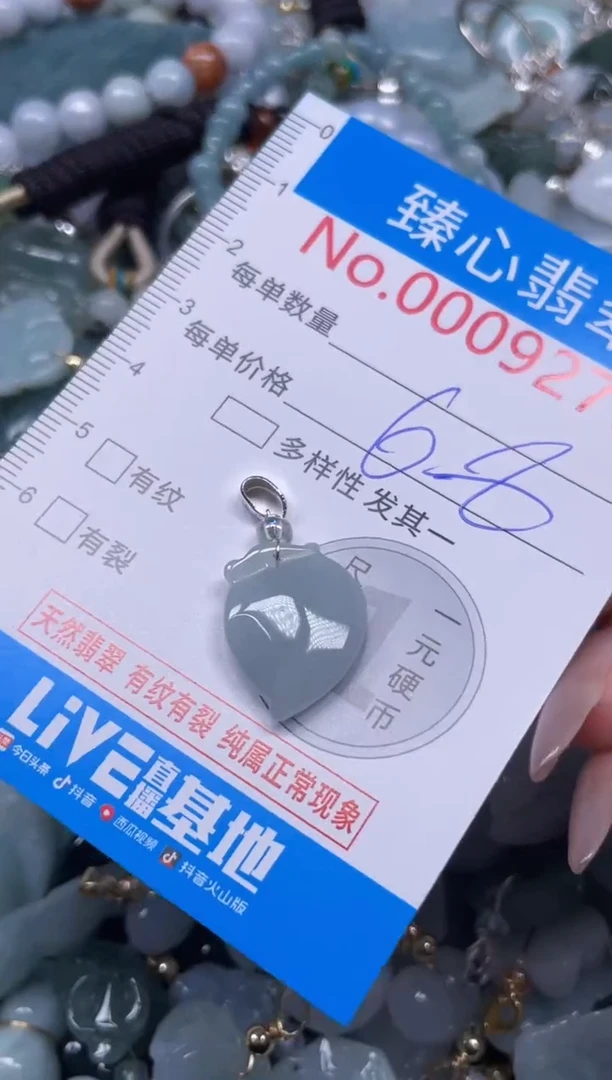 0
1
2
3
4
5
6
臻心翡翠
No.000927
每单数量
每单价格
68
多样性 发其一
有纹
有裂
尺
一元硬币
天然翡翠 有纹有裂 纯属正常现象
LiVE直播基地
今日头条 抖音 西瓜视频 抖音火山版